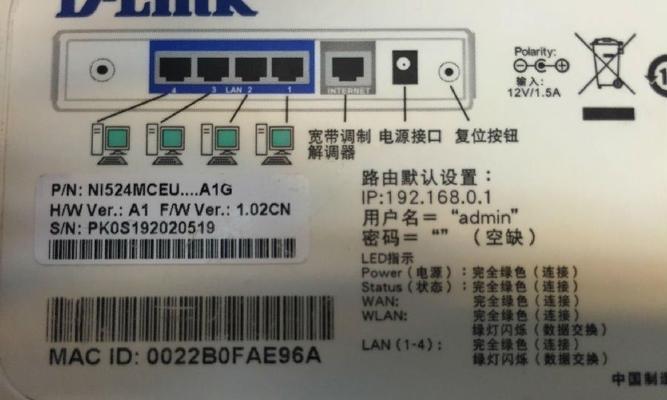 D-Link
4 3 LAN 2 1 INTERNET
宽带调制解调器
电源接口
复位按钮
Polarity:
输入:
12V/1.5A
P/N: NI524MCEU....A1G
H/W Ver.: A1 F/W Ver.: 1.02CN
S/N: PK0S192020519
MAC ID: 0022B0FAE96A
路由默认设置：
IP:192.168.0.1
用户名＝“admin”
密码＝“”（空缺）
LED指示
Power（电源）：完全绿色（连接）
Status（状态）：完全绿色（连接）
WAN: 完全绿色（连接）
WLAN: 完全绿色（连接）
绿灯闪烁（数据交换）
LAN（1-4）: 完全绿色（连接）
绿灯闪烁（数据交换）
中国制造